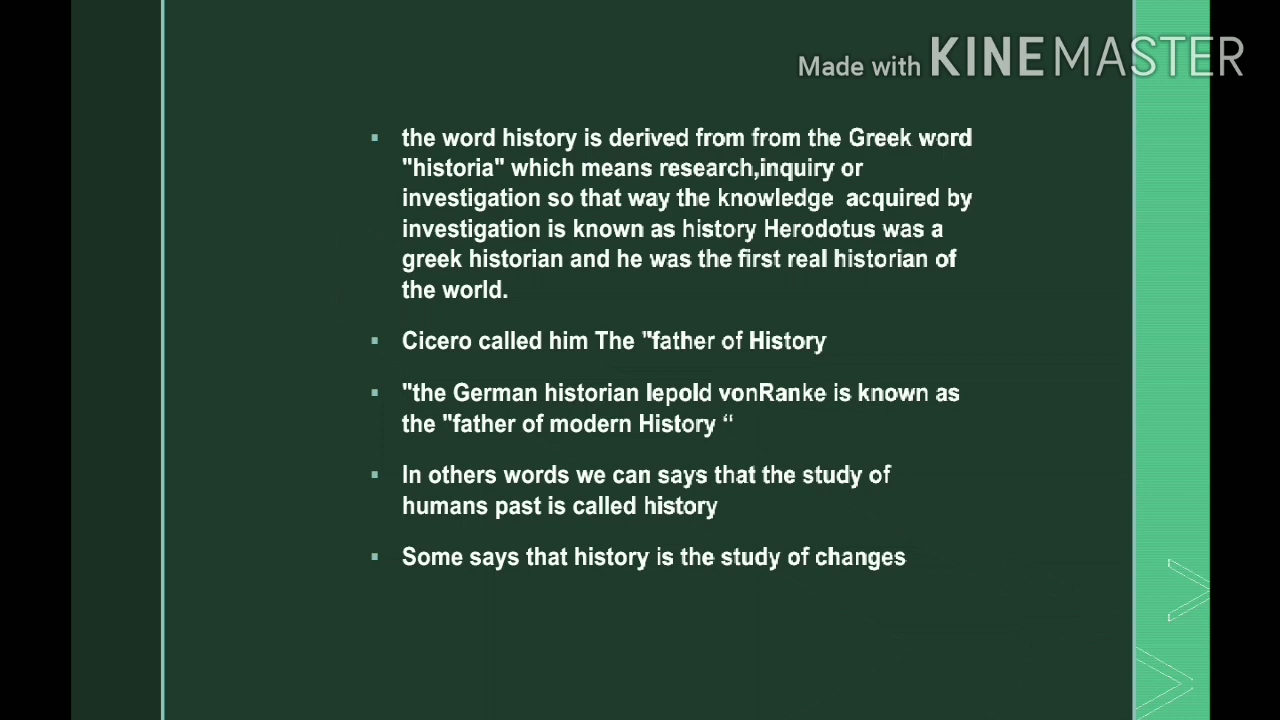 Made with KINEMASTER
▪ the word history is derived from from the Greek word
"historia" which means research,inquiry or
investigation so that way the knowledge  acquired by
investigation is known as history Herodotus was a
greek historian and he was the first real historian of
the world.
▪ Cicero called him The "father of History
▪ "the German historian lepold vonRanke is known as
the "father of modern History “
▪ In others words we can says that the study of
humans past is called history
▪ Some says that history is the study of changes